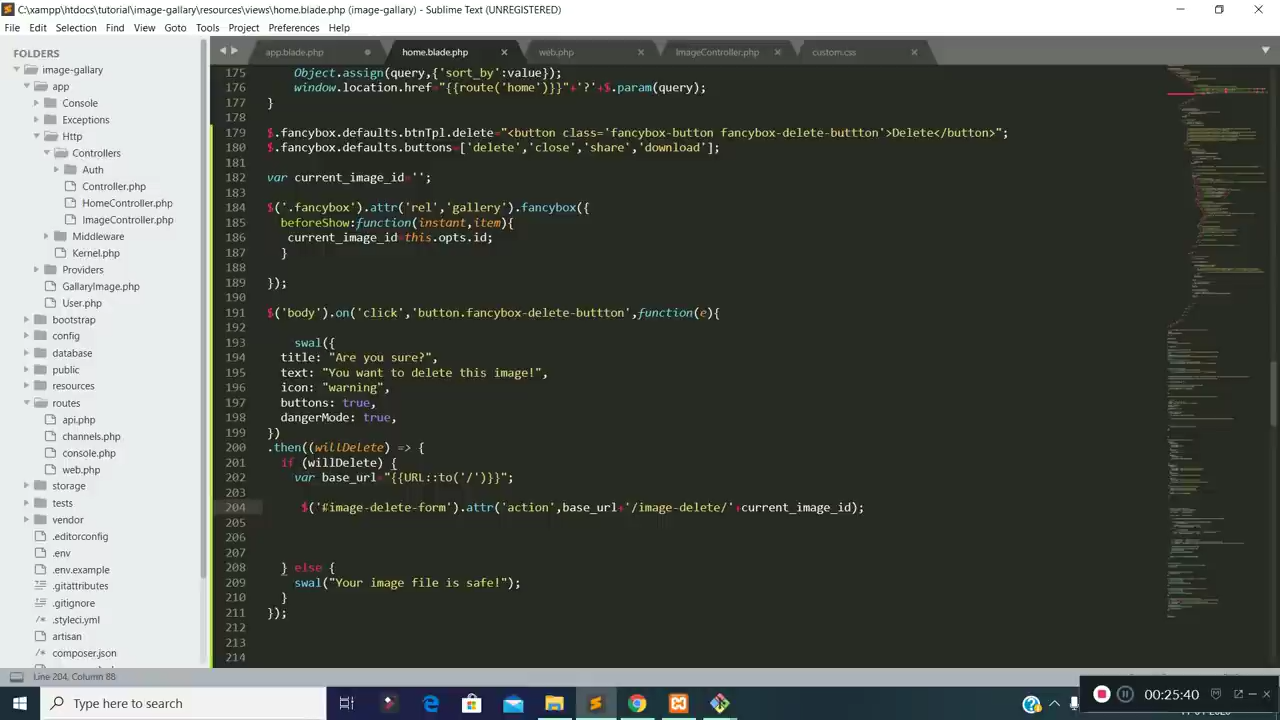 C:\xampp\htdocs\tutorial\image-gallary\resources\views\home.blade.php (image-gallary) - Sublime Text (UNREGISTERED)
File Edit Selection Find View Goto Tools Project Preferences Help
FOLDERS
image-gallary
app
Console
Exceptions
Http
Controllers
Auth
Controller.php
HomeController.php
ImageController.php
Middleware
Kernel.php
Providers
GallaryImage.php
User.php
bootstrap
config
database
public
resources
routes
api.php
channels.php
console.php
web.php
storage
tests
vendor
.editorconfig
.env
.env.example
.gitattributes
.gitignore
.styleci.yml
artisan
composer.json
app.blade.php home.blade.php web.php ImageController.php custom.css
175 Object.assign(query,{'sort_by':value});
176 window.location.href="{{route('home')}}"+'?'+$.param(query);
177 }
178
179 $.fancybox.defaults.btnTpl.delete="<button class='fancybox-button fancybox-delete-buttton'>Delete</button>";
180 $.fancybox.defaults.buttons=['delete','close','share','download'];
181
182 var current_image_id='';
183
184 $('.fancybox').attr('rel','gallery').fancybox({
185 beforeShow:function(instant,item){
186 current_image_id=this.opts.id;
187 }
188
189 });
190
191 $('body').on('click','button.fancybox-delete-buttton',function(e){
192
193 swal({
194 title: "Are you sure?",
195 text: "You want to delete this image!",
196 icon: "warning",
197 buttons: true,
198 dangerMode: true,
199 })
200 .then((willDelete) => {
201 if (willDelete) {
202 var base_url="{{URL::to('/')}}";
203
204 $('#image-delete-form').attr('action',base_url+'/image-delete/'+current_image_id);
205
206
207
208 } else {
209 swal("Your image file is safe!");
210 }
211 });
212
213
214
Line 204, Column 88
Type here to search
00:25:40